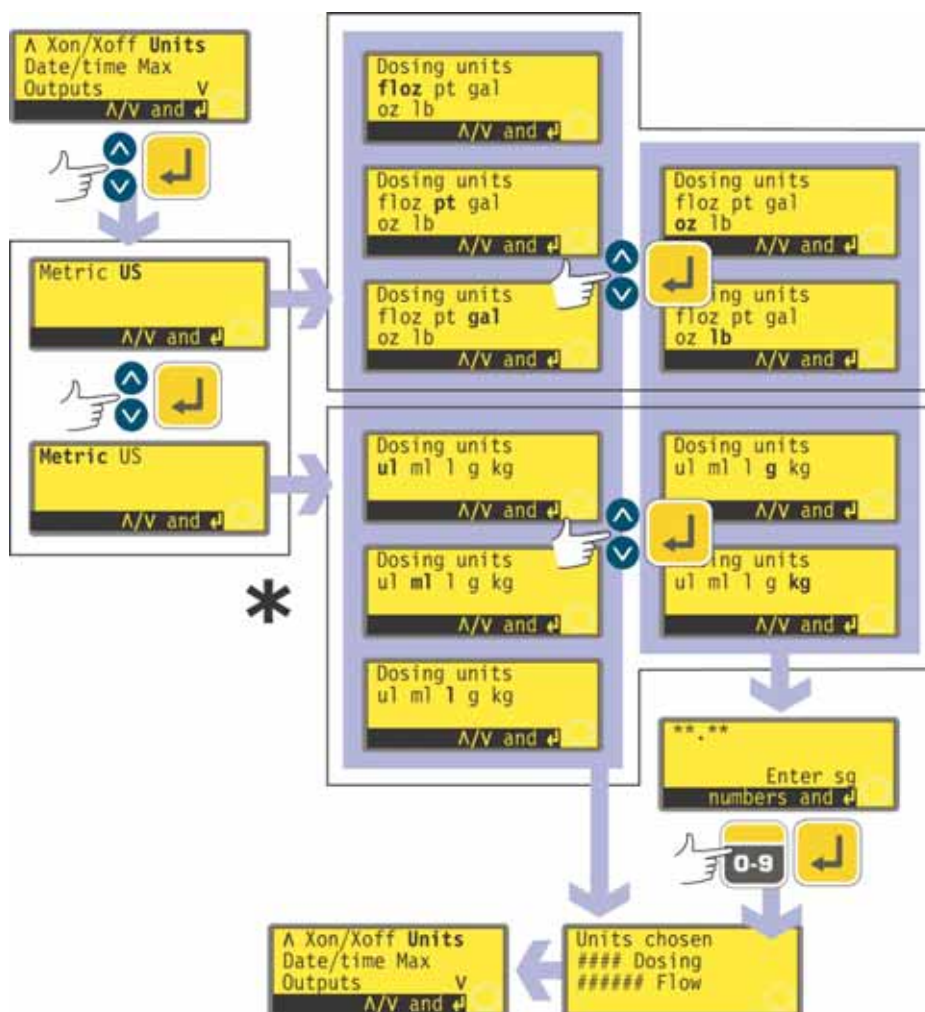 Λ Xon/Xoff Units
Date/time Max
Outputs V
Λ/V and ↵
Metric US
Λ/V and ↵
Metric US
Λ/V and ↵
*
Dosing units
floz pt gal
oz lb
Λ/V and ↵
Dosing units
floz pt gal
oz lb
Λ/V and ↵
Dosing units
floz pt gal
oz lb
Λ/V and ↵
Dosing units
floz pt gal
oz lb
Λ/V and ↵
units
floz pt gal
oz lb
Λ/V and ↵
Dosing units
ul ml l g kg
Λ/V and ↵
Dosing units
ul ml l g kg
Λ/V and ↵
Dosing units
ul ml l g kg
Λ/V and ↵
Dosing units
ul ml l g kg
Λ/V and ↵
units
ul ml l g kg
Λ/V and ↵
**.**
Enter sg
numbers and ↵
0-9
Units chosen
#### Dosing
###### Flow
Λ Xon/Xoff Units
Date/time Max
Outputs V
Λ/V and ↵